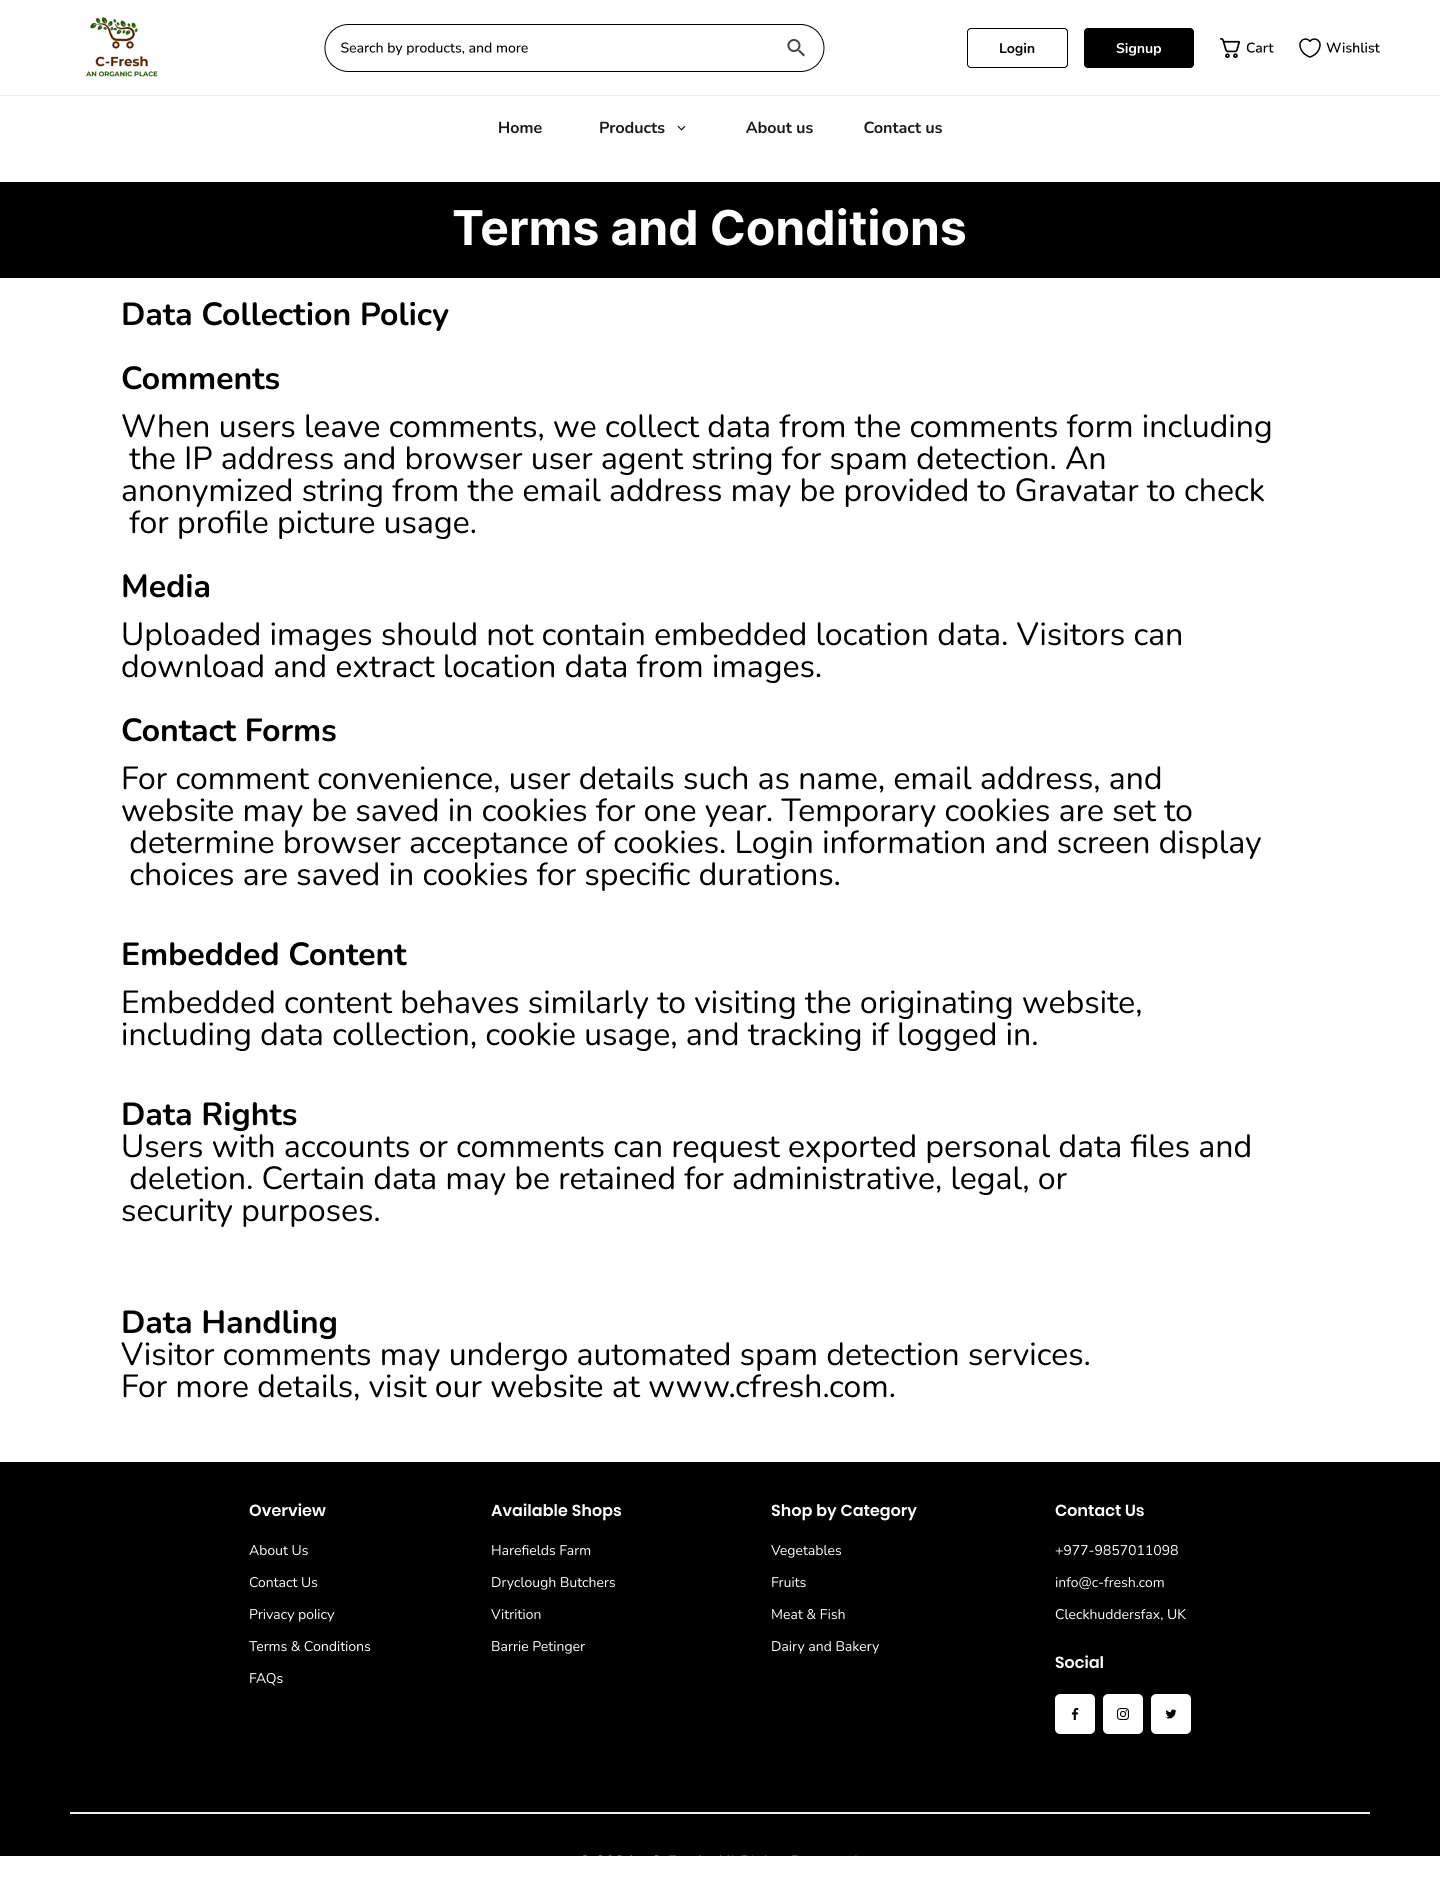 C-Fresh
AN ORGANIC PLACE
Search by products, and more
Login
Signup
Cart
Wishlist
Home
Products
About us
Contact us
Terms and Conditions
Data Collection Policy
Comments
When users leave comments, we collect data from the comments form including
the IP address and browser user agent string for spam detection. An
anonymized string from the email address may be provided to Gravatar to check
for profile picture usage.
Media
Uploaded images should not contain embedded location data. Visitors can
download and extract location data from images.
Contact Forms
For comment convenience, user details such as name, email address, and
website may be saved in cookies for one year. Temporary cookies are set to
determine browser acceptance of cookies. Login information and screen display
choices are saved in cookies for specific durations.
Embedded Content
Embedded content behaves similarly to visiting the originating website,
including data collection, cookie usage, and tracking if logged in.
Data Rights
Users with accounts or comments can request exported personal data files and
deletion. Certain data may be retained for administrative, legal, or
security purposes.
Data Handling
Visitor comments may undergo automated spam detection services.
For more details, visit our website at www.cfresh.com.
Overview
About Us
Contact Us
Privacy policy
Terms & Conditions
FAQs
Available Shops
Harefields Farm
Dryclough Butchers
Vitrition
Barrie Petinger
Shop by Category
Vegetables
Fruits
Meat & Fish
Dairy and Bakery
Contact Us
+977-9857011098
info@c-fresh.com
Cleckhuddersfax, UK
Social